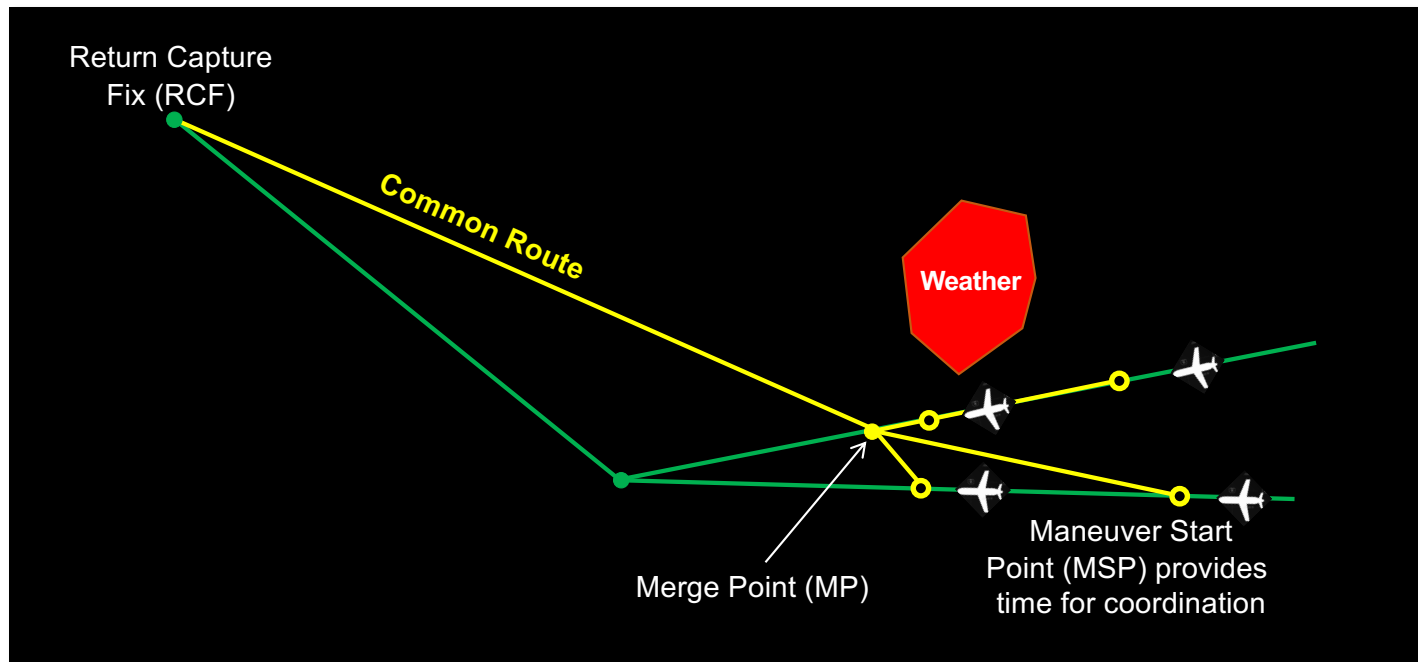 Return Capture
Fix (RCF)
Common Route
Weather
Maneuver Start
Point (MSP) provides
time for coordination
Merge Point (MP)